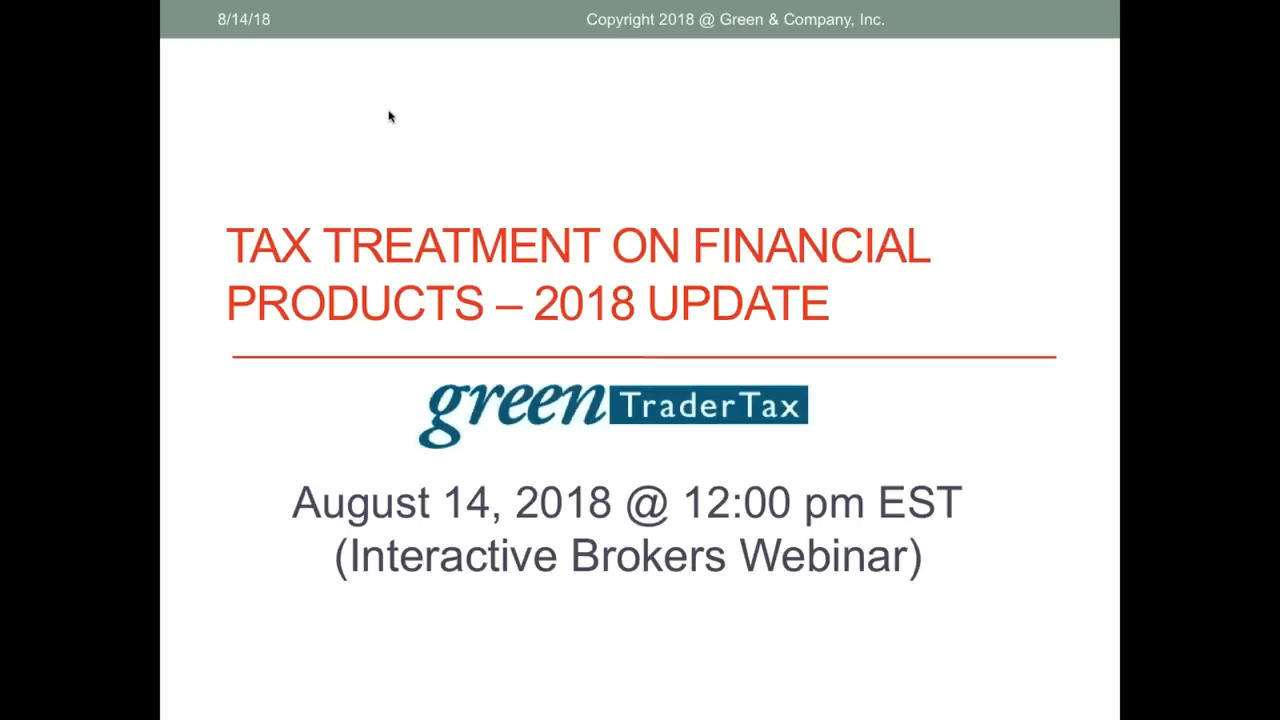 8/14/18 Copyright 2018 @ Green & Company, Inc.
TAX TREATMENT ON FINANCIAL
PRODUCTS – 2018 UPDATE
green TraderTax
August 14, 2018 @ 12:00 pm EST
(Interactive Brokers Webinar)